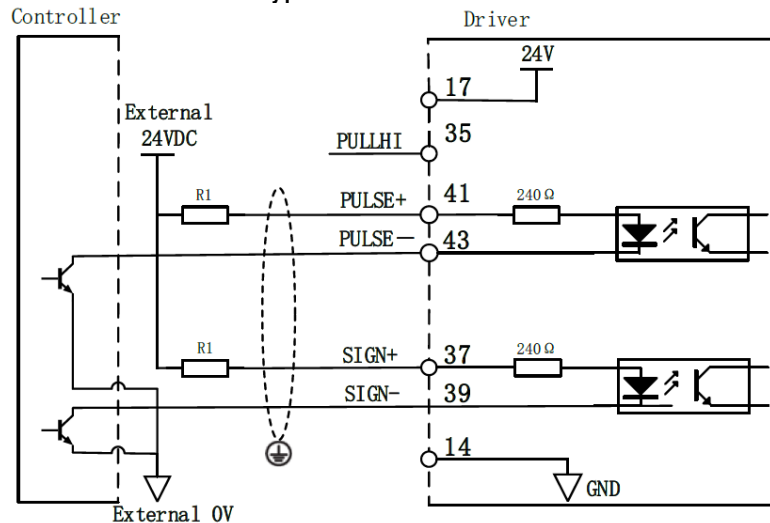 Controller
Driver
24V
17
External
24VDC
PULLHI
35
R1
PULSE+
41
240Ω
PULSE—
43
R1
SIGN+
37
240Ω
SIGN-
39
14
GND
External 0V